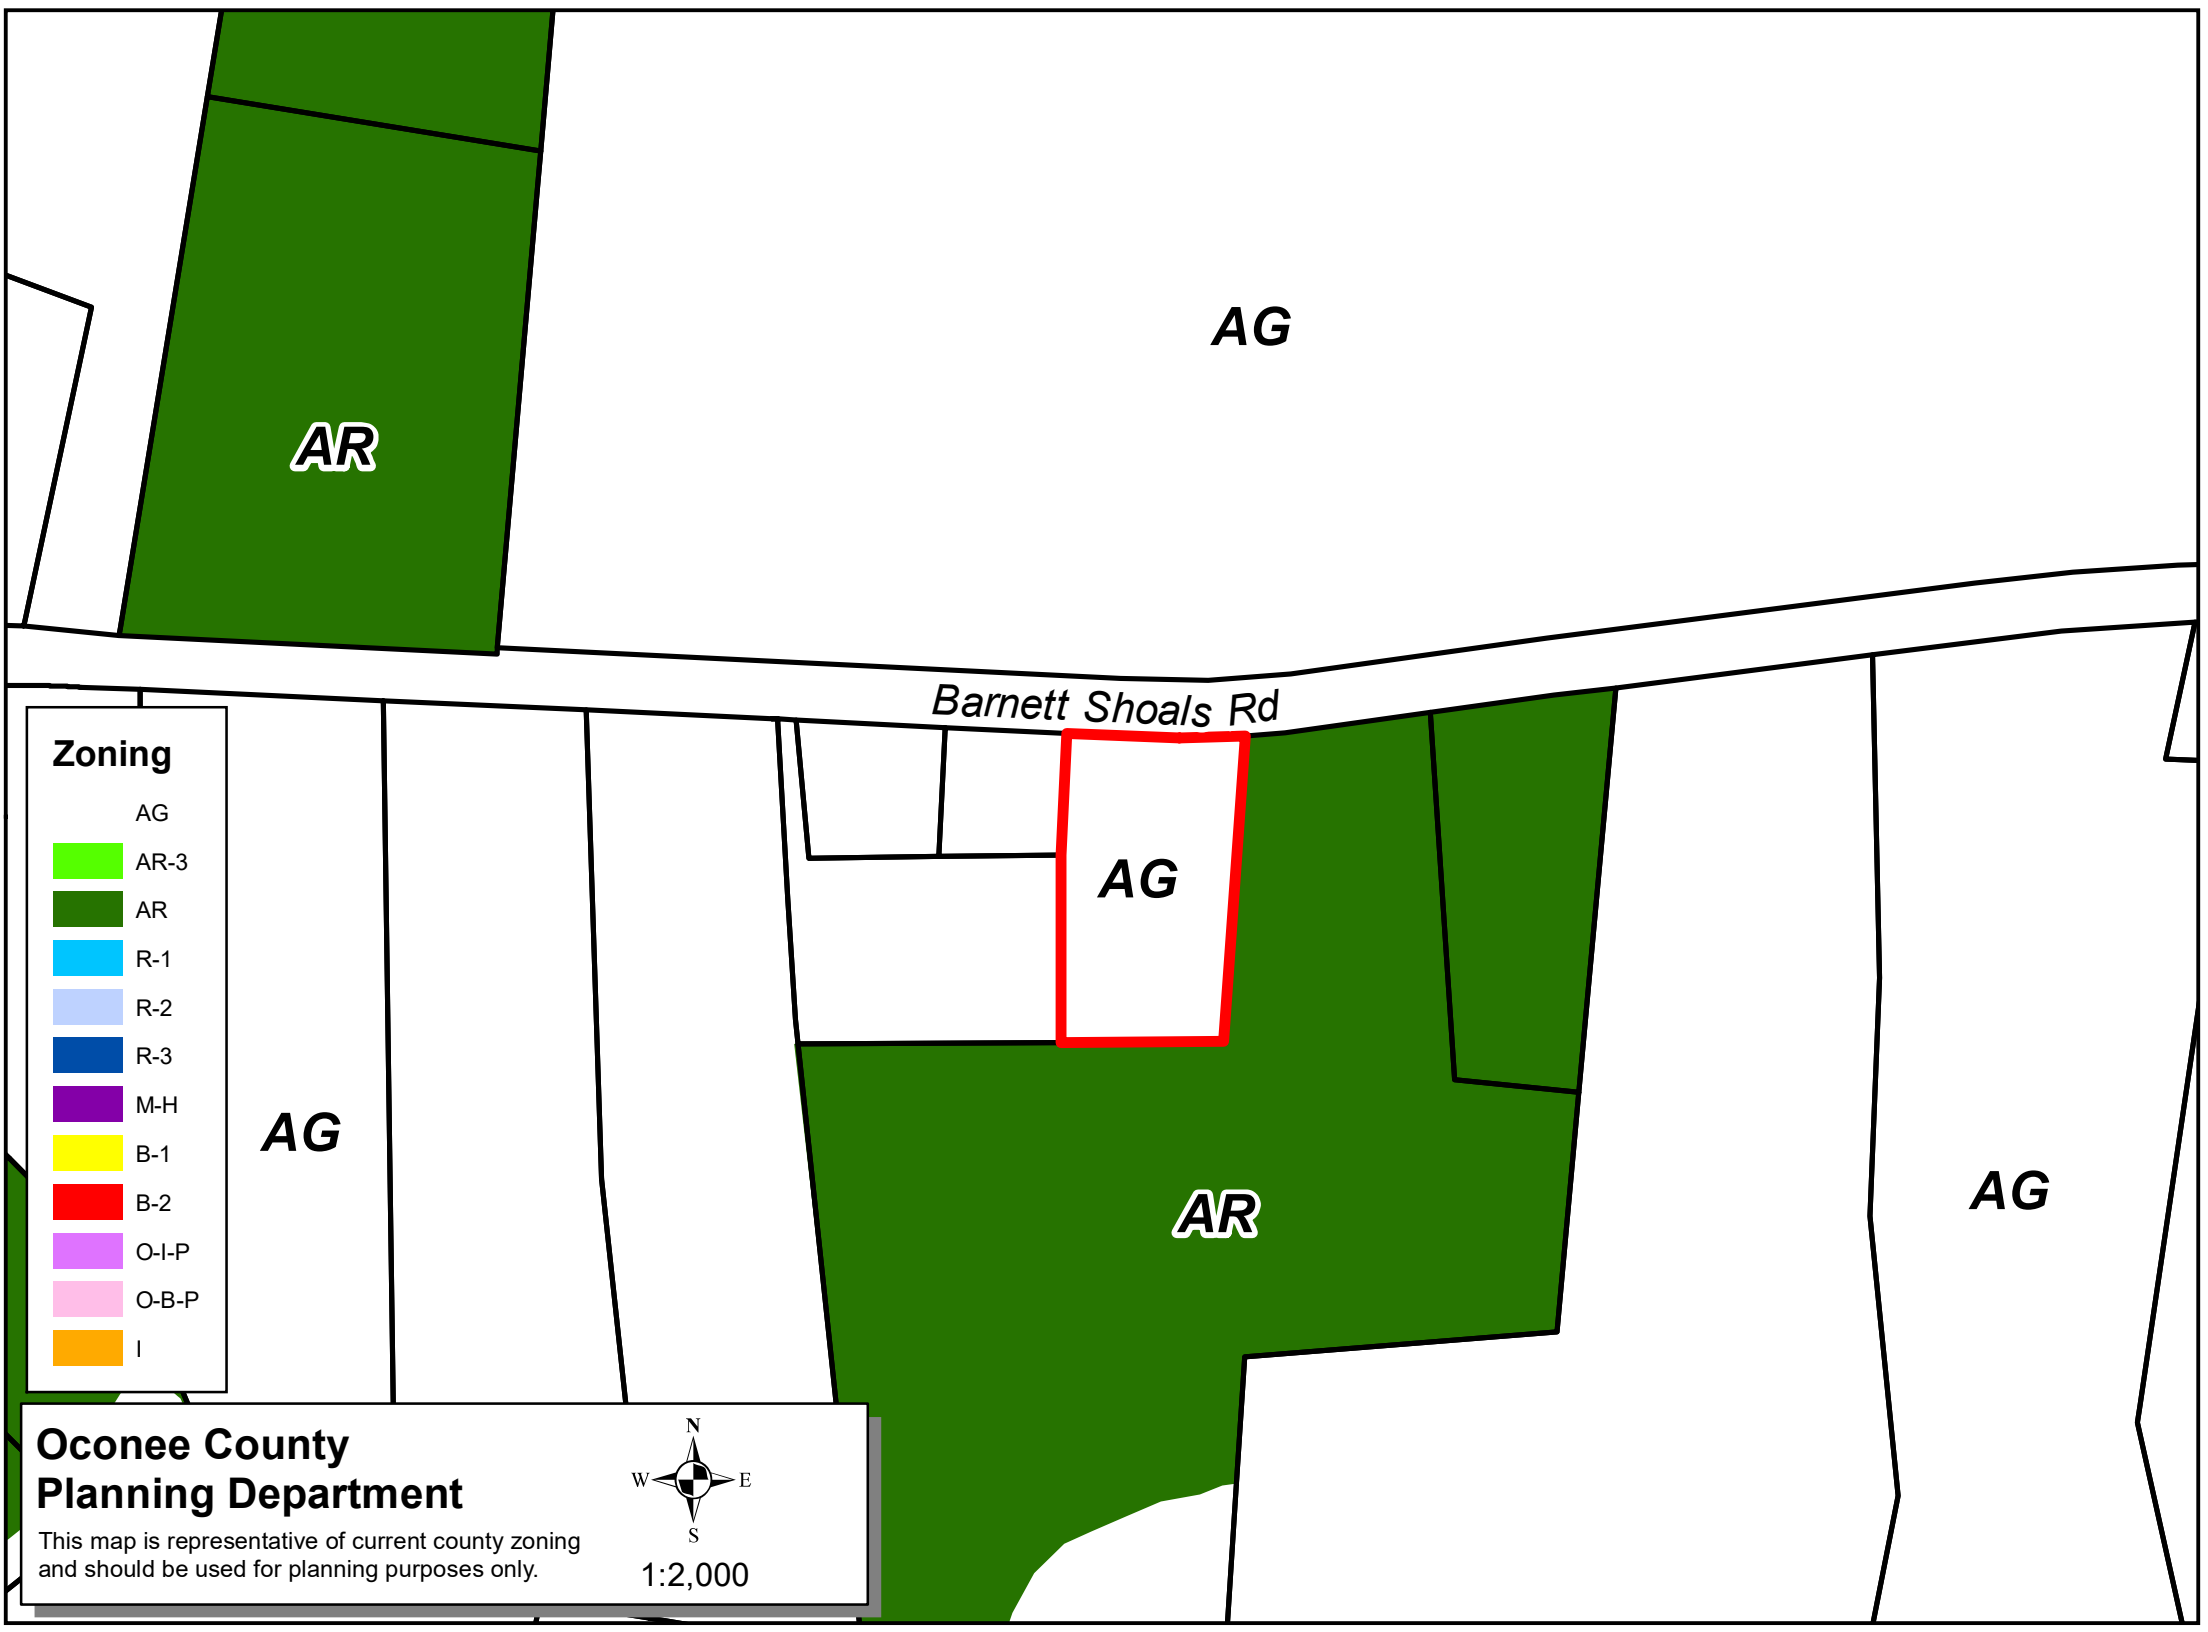 AG
AR
Barnett Shoals Rd
Zoning
AG
AR-3
AR
R-1
R-2
R-3
M-H
B-1
B-2
O-I-P
O-B-P
I
AG
AG
AR
AG
Oconee County
Planning Department
This map is representative of current county zoning
and should be used for planning purposes only.
N
W E
S
1:2,000